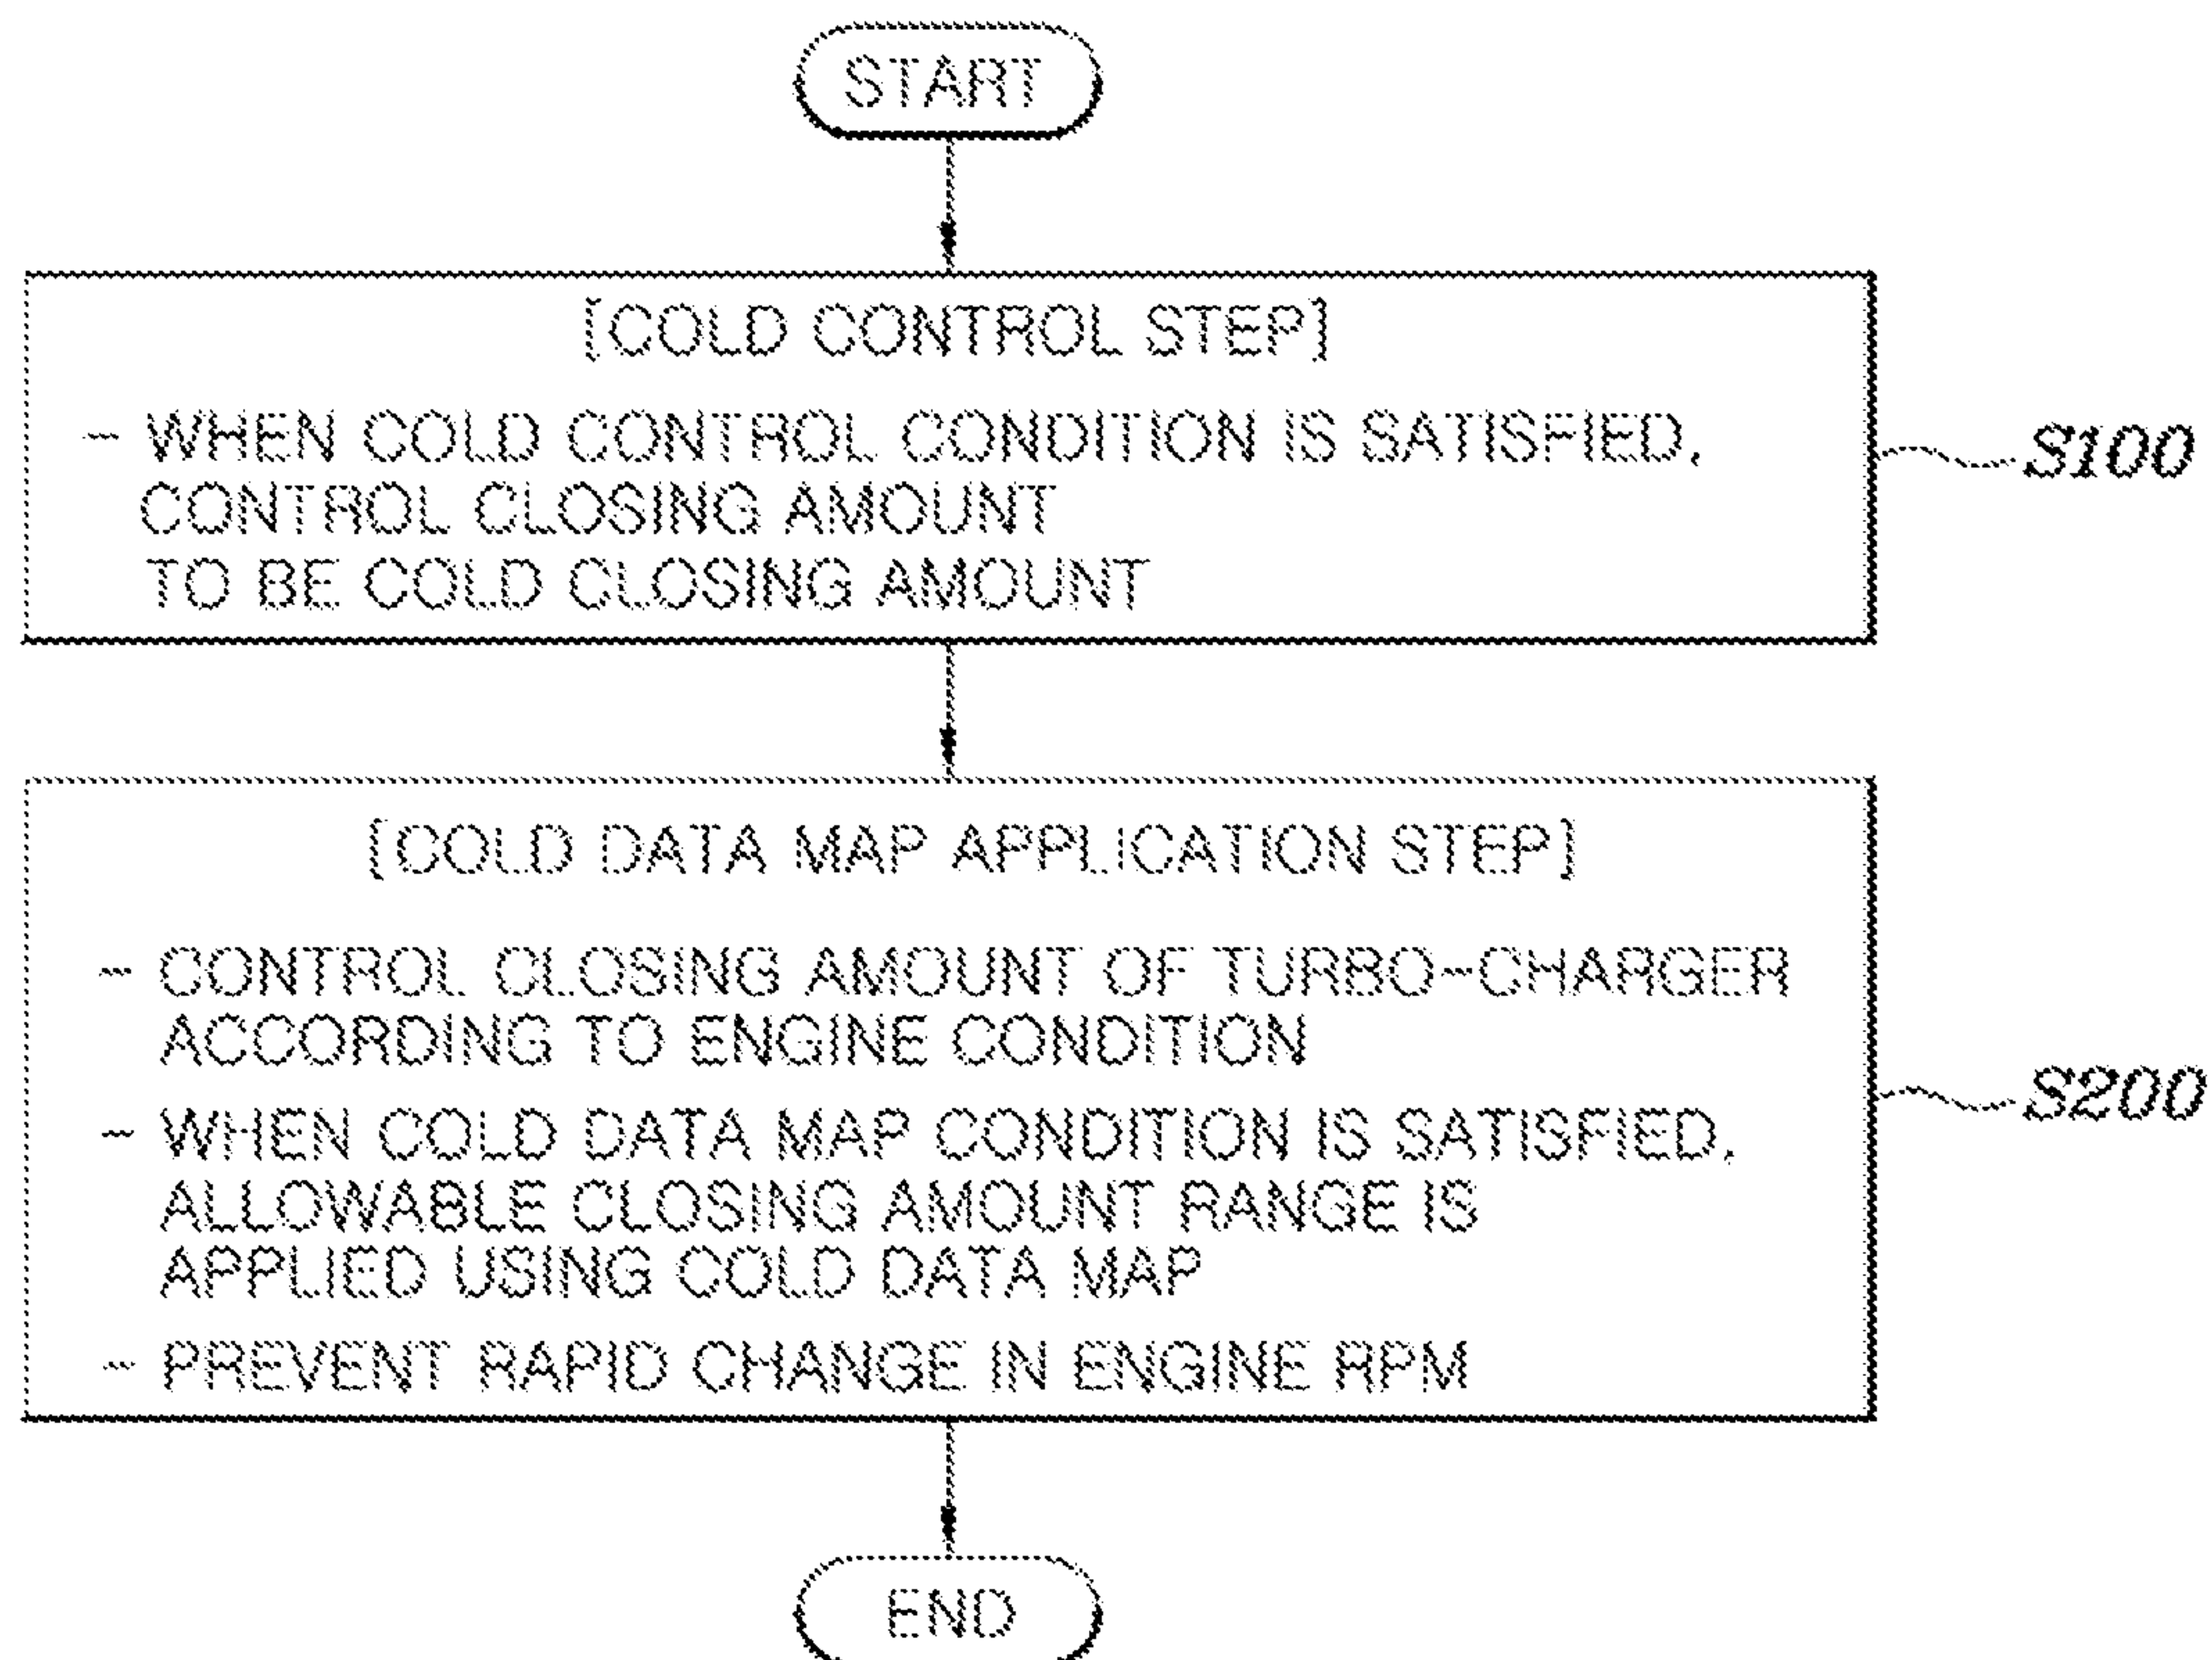 START
[COLD CONTROL STEP]
- WHEN COLD CONTROL CONDITION IS SATISFIED,
CONTROL CLOSING AMOUNT
TO BE COLD CLOSING AMOUNT
S100
[COLD DATA MAP APPLICATION STEP]
- CONTROL CLOSING AMOUNT OF TURBO-CHARGER
ACCORDING TO ENGINE CONDITION
- WHEN COLD DATA MAP CONDITION IS SATISFIED,
ALLOWABLE CLOSING AMOUNT RANGE IS
APPLIED USING COLD DATA MAP
- PREVENT RAPID CHANGE IN ENGINE RPM
S200
END